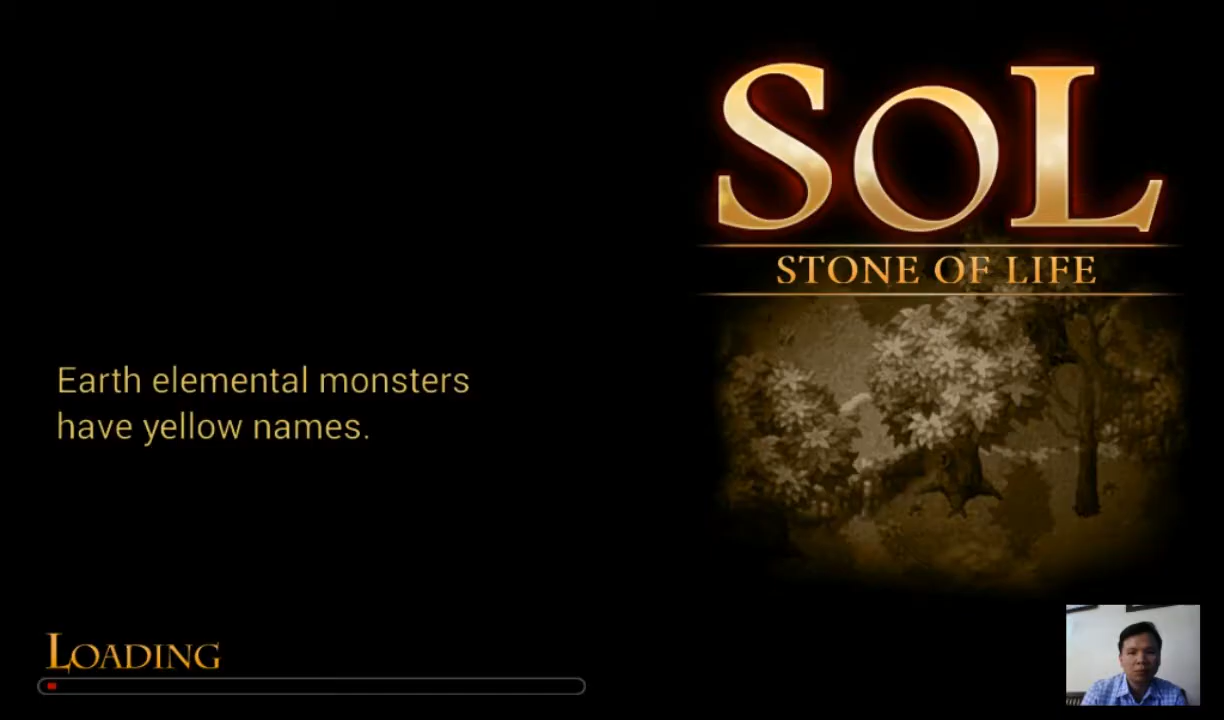 SOL
STONE OF LIFE
Earth elemental monsters
have yellow names.
LOADING